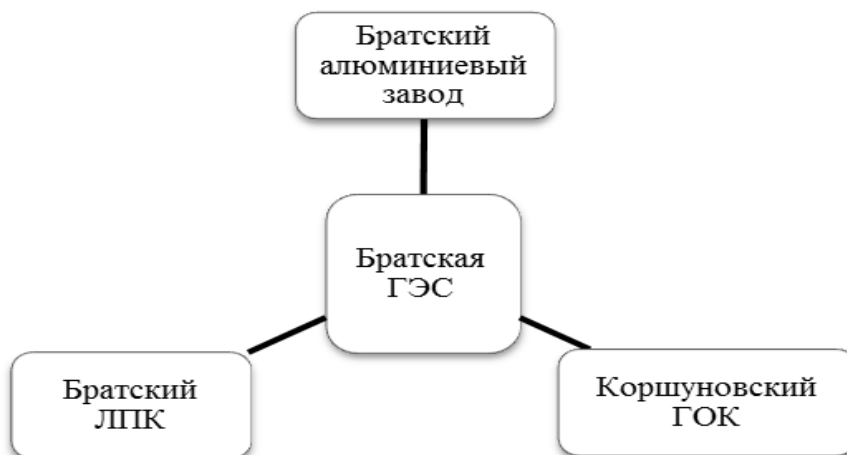 Братский
алюминиевый
завод
Братская
ГЭС
Братский
ЛПК
Коршуновский
ГОК